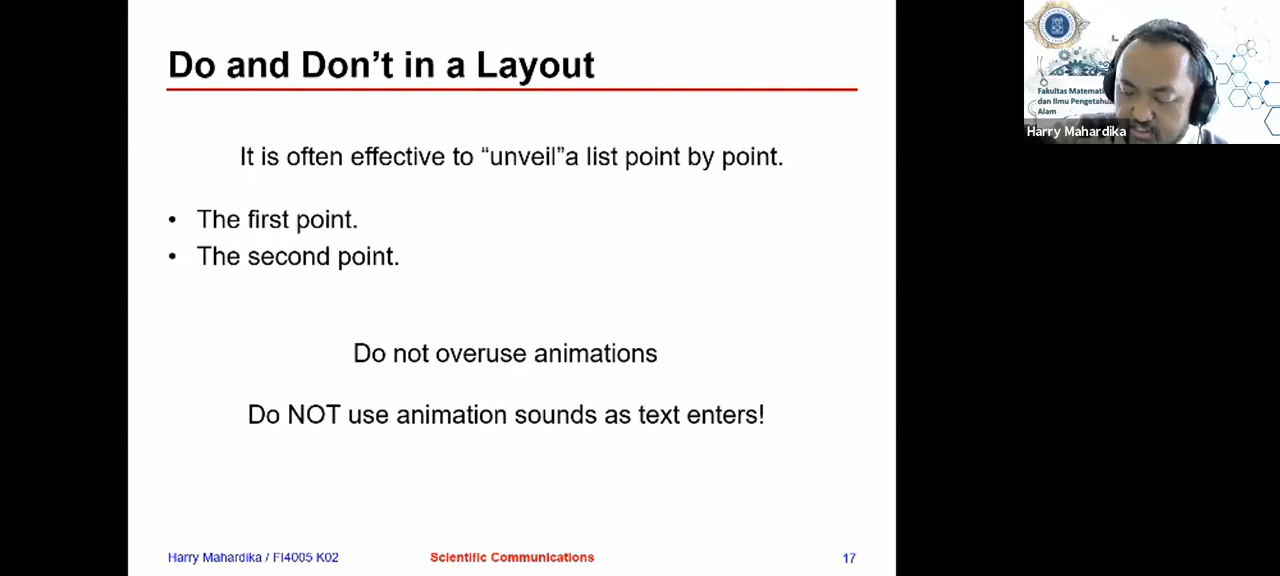 Do and Don't in a Layout
It is often effective to “unveil”a list point by point.
• The first point.
• The second point.
Do not overuse animations
Do NOT use animation sounds as text enters!
Harry Mahardika / FI4005 K02
Scientific Communications
17
Fakultas Matemati
dan Ilmu Pengetahu
Alam
Harry Mahardika